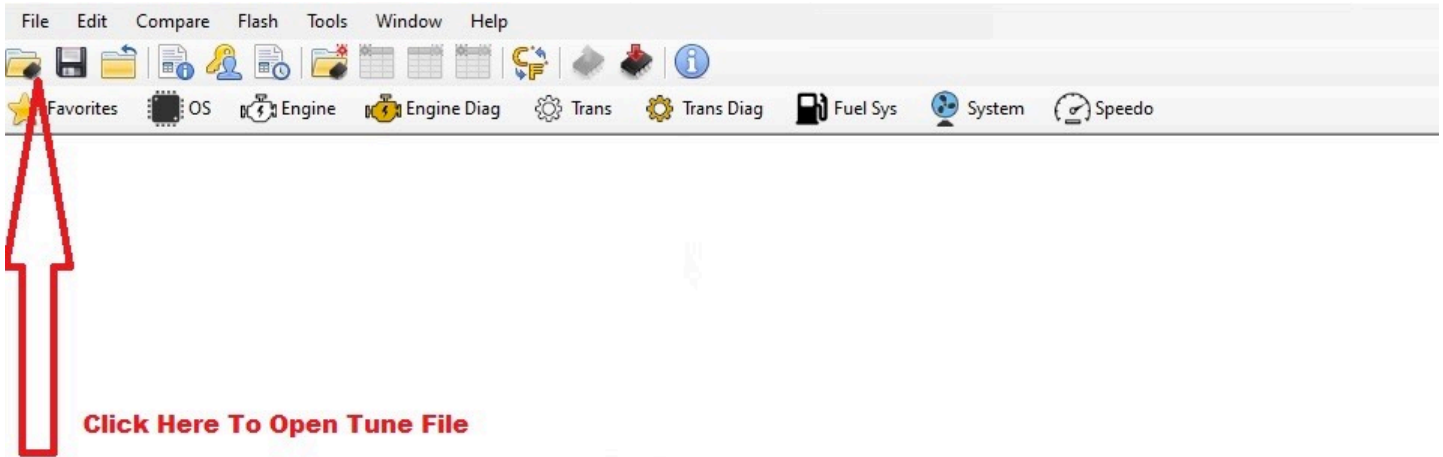 File Edit Compare Flash Tools Window Help
Favorites OS Engine Engine Diag Trans Trans Diag Fuel Sys System Speedo
Click Here To Open Tune File